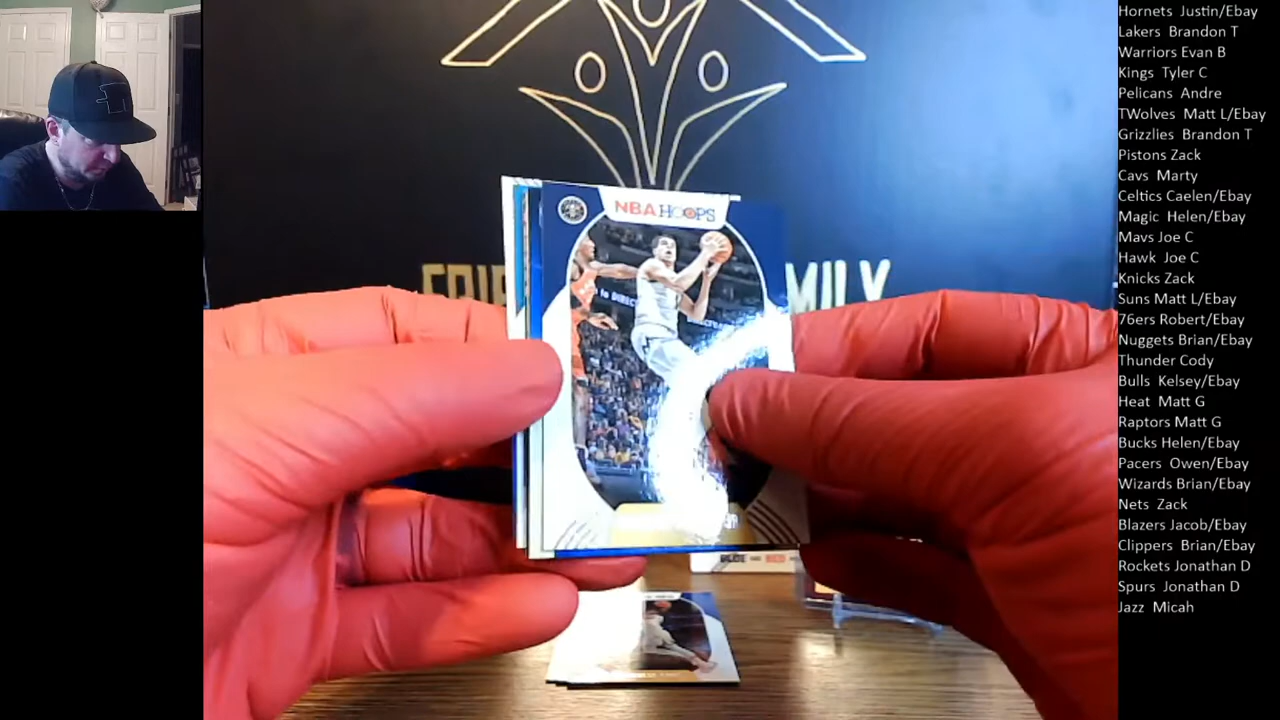 Hornets Justin/Ebay
Lakers Brandon T
Warriors Evan B
Kings Tyler C
Pelicans Andre
TWolves Matt L/Ebay
Grizzlies Brandon T
Pistons Zack
Cavs Marty
Celtics Caelen/Ebay
Magic Helen/Ebay
Mavs Joe C
Hawk Joe C
Knicks Zack
Suns Matt L/Ebay
76ers Robert/Ebay
Nuggets Brian/Ebay
Thunder Cody
Bulls Kelsey/Ebay
Heat Matt G
Raptors Matt G
Bucks Helen/Ebay
Pacers Owen/Ebay
Wizards Brian/Ebay
Nets Zack
Blazers Jacob/Ebay
Clippers Brian/Ebay
Rockets Jonathan D
Spurs Jonathan D
Jazz Micah
NBA HOOPS